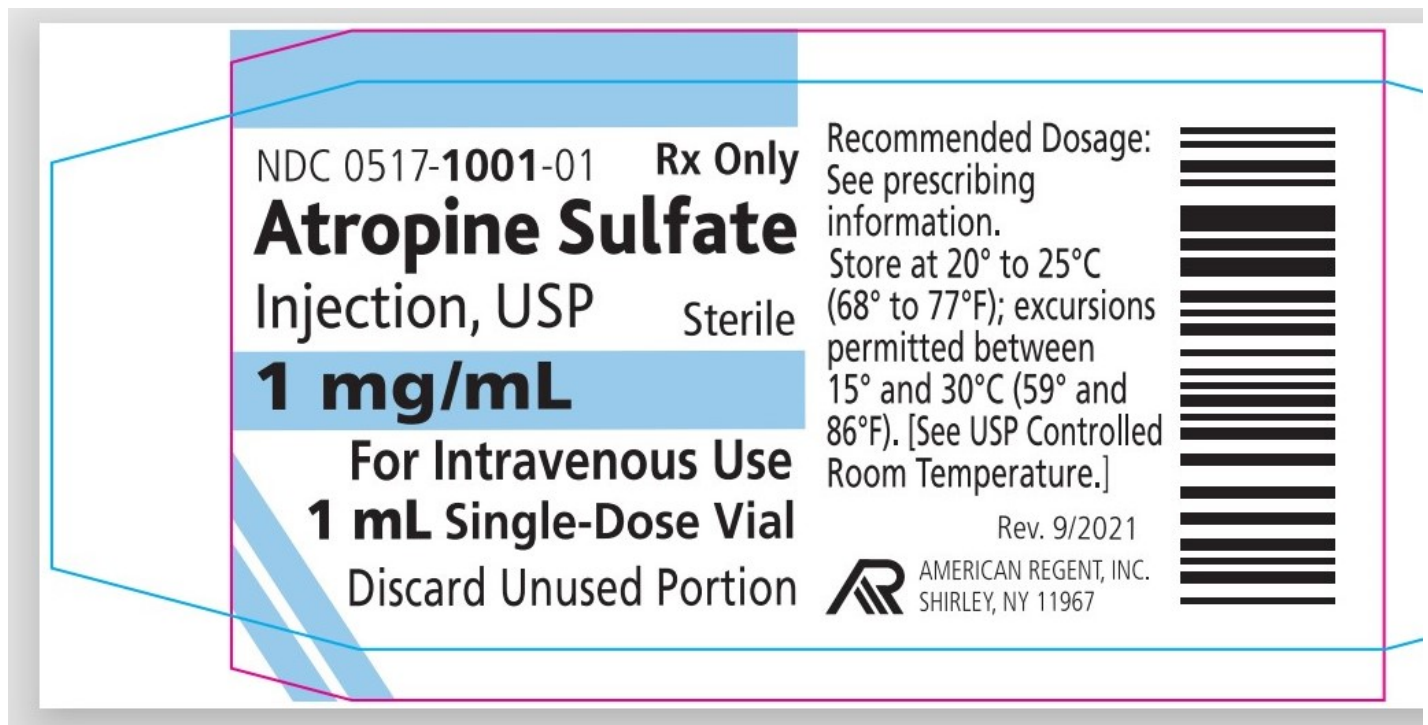 NDC 0517-1001-01 Rx Only
Atropine Sulfate
Injection, USP Sterile
1 mg/mL
For Intravenous Use
1 mL Single-Dose Vial
Discard Unused Portion
Recommended Dosage:
See prescribing
information.
Store at 20° to 25°C
(68° to 77°F); excursions
permitted between
15° and 30°C (59° and
86°F). [See USP Controlled
Room Temperature.]
Rev. 9/2021
AR
AMERICAN REGENT, INC.
SHIRLEY, NY 11967